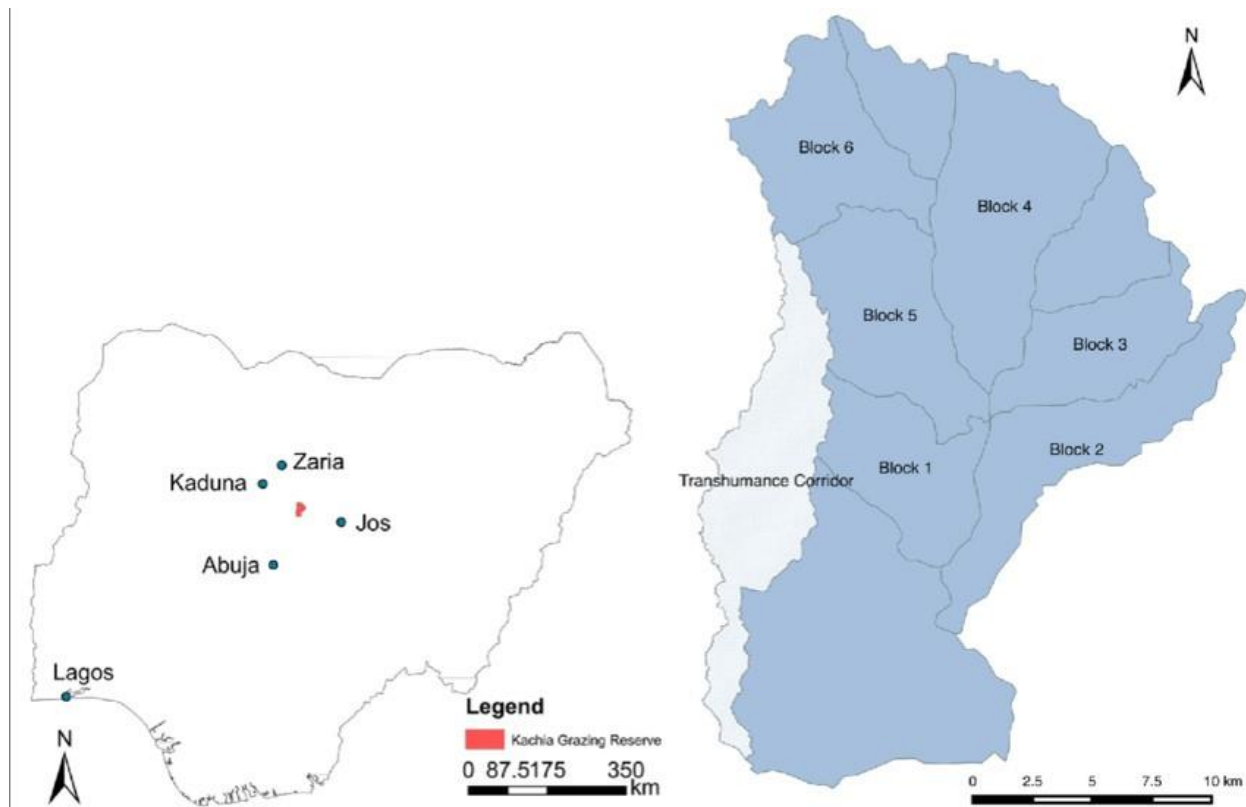 Zaria
Kaduna
Jos
Abuja
Lagos
N
Legend
Kachia Grazing Reserve
0 87.5175 350
km
N
Block 6
Block 4
Block 5
Block 3
Block 2
Block 1
Transhumance Corridor
0 2.5 5 7.5 10 km